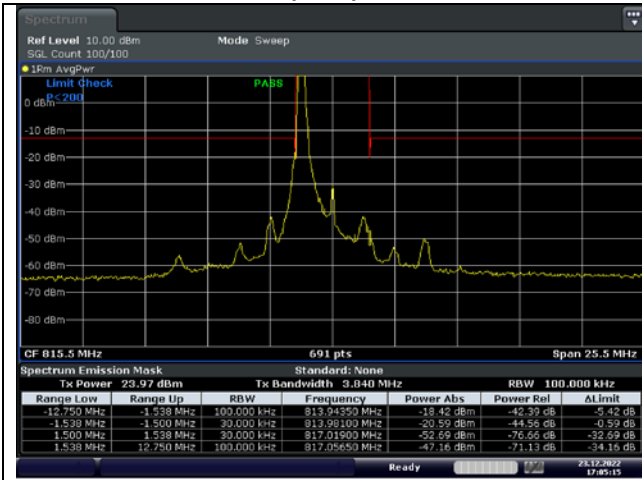 Spectrum
Ref Level 10.00 dBm Mode Sweep
SGL Count 100/100
1Rm AvgPwr
Limit Check PASS
P<200
0 dBm
-10 dBm
-20 dBm
-30 dBm
-40 dBm
-50 dBm
-60 dBm
-70 dBm
-80 dBm
CF 815.5 MHz 691 pts Span 25.5 MHz
Spectrum Emission Mask Standard: None
Tx Power 23.97 dBm Tx Bandwidth 3.840 MHz RBW 100.000 kHz
Range Low Range Up RBW Frequency Power Abs Power Rel ΔLimit
-12.750 MHz -1.538 MHz 100.000 kHz 813.94350 MHz -18.42 dBm -42.39 dB -5.42 dB
-1.538 MHz -1.500 MHz 30.000 kHz 813.98100 MHz -20.59 dBm -44.56 dB -0.59 dB
1.500 MHz 1.538 MHz 30.000 kHz 817.01900 MHz -52.69 dBm -76.66 dB -32.69 dB
1.538 MHz 12.750 MHz 100.000 kHz 817.05650 MHz -47.16 dBm -71.13 dB -34.16 dB
Ready 23.12.2022
17:05:15